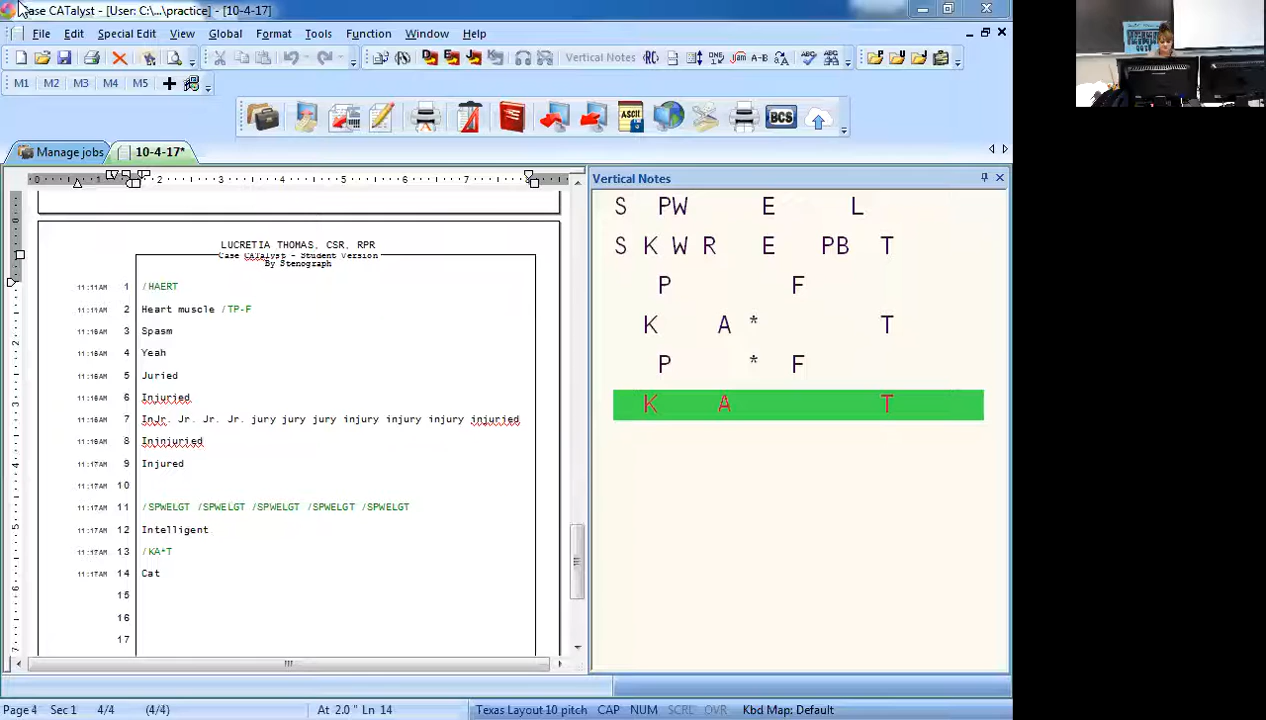 Case CATalyst - [User: C:\...\practice] - [10-4-17]
File Edit Special Edit View Global Format Tools Function Window Help
Vertical Notes
M1 M2 M3 M4 M5
ASCII BCS
Manage jobs 10-4-17*
Vertical Notes
LUCRETIA THOMAS, CSR, RPR
Case CATalyst - Student Version
By Stenograph
11:11AM 1 /HAERT
11:11AM 2 Heart muscle /TP-F
11:16AM 3 Spasm
11:16AM 4 Yeah
11:16AM 5 Juried
11:16AM 6 Injuried
11:16AM 7 InJr. Jr. Jr. Jr. jury jury jury injury injury injury injuried
11:16AM 8 Ininjuried
11:17AM 9 Injured
11:17AM 10
11:17AM 11 /SPWELGT /SPWELGT /SPWELGT /SPWELGT /SPWELGT
11:17AM 12 Intelligent
11:17AM 13 /KA*T
11:17AM 14 Cat
15
16
17
S PW E L
S K W R E PB T
P F
K A * T
P * F
K A T
Page 4 Sec 1 4/4 (4/4) At 2.0" Ln 14 Texas Layout 10 pitch CAP NUM SCRL OVR Kbd Map: Default